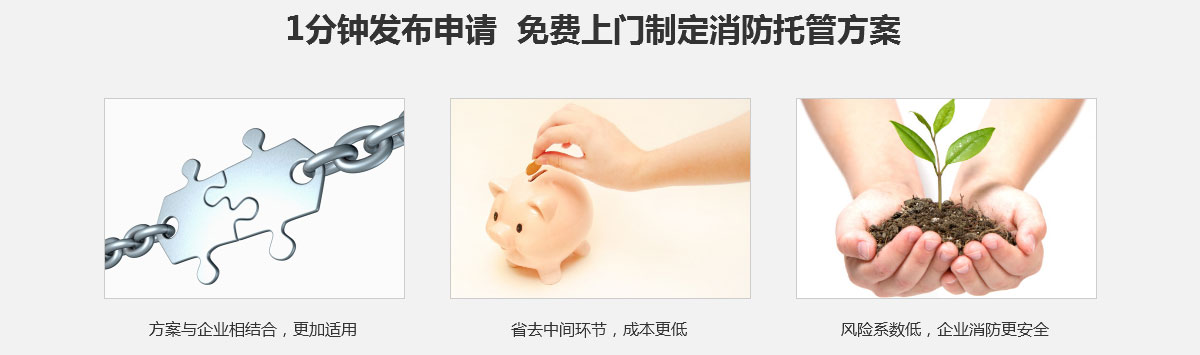 1分钟发布申请 免费上门制定消防托管方案
方案与企业相结合，更加适用
省去中间环节，成本更低
风险系数低，企业消防更安全